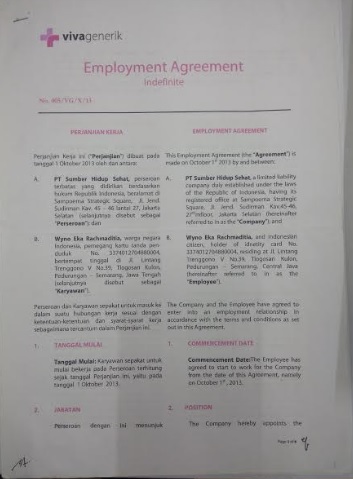 vivagenerik
Employment Agreement
Indefinite
PERJANJIAN KERJA
EMPLOYMENT AGREEMENT
Perjanjian Kerja ini ("Perjanjian") dibuat pada
tanggal 1 Oktober 2013 oleh dan antara:
A. PT Sumber Hidup Sehat, perseroan
terbatas yang didirikan berdasarkan
hukum Republik Indonesia, beralamat di
Sampoerna Strategic Square, Jl. Jend.
Sudirman Kav. 45 - 46 lantai 27, Jakarta
Selatan (selanjutnya disebut sebagai
"Perseroan"); dan
B. Wyno Eka Rachmaditia, warga negara
Indonesia, pemegang kartu tanda pen-
duduk No.
bertempat tinggal di Jl. Lintang
Trenggono V No.39, Tlogosari Kulon,
Pedurungan - Semarang, Jawa Tengah
(selanjutnya disebut sebagai
"Karyawan").
Perseroan dan Karyawan sepakat untuk masuk ke
dalam suatu hubungan kerja sesuai dengan
ketentuan-ketentuan dan syarat-syarat kerja
sebagaimana tercantum dalam Perjanjian ini.
1. TANGGAL MULAI
Tanggal Mulai: Karyawan sepakat untuk
mulai bekerja pada Perseroan terhitung
sejak tanggal Perjanjian ini, yaitu pada
tanggal 1 Oktober 2013.
2. JABATAN
Perseroan dengan ini menunjuk
This Employment Agreement (the "Agreement") is
made on October 1st 2013 by and between:
A. PT Sumber Hidup Sehat, a limited liability
company duly established under the laws
of the Republic of Indonesia, having its
registered office at Sampoerna Strategic
Square, Jl. Jend. Sudirman Kav.45-46,
floor, Jakarta Selatan (hereinafter
referred to as the "Company"); and
B. Wyno Eka Rachmaditia, and Indonesian
citizen, holder of identity card No.
residing at Jl. Lintang
Trenggono V No.39, Tlogosari Kulon,
Pedurungan - Semarang, Central Java
(hereinafter referred to in as the
"Employee").
The Company and the Employee have agreed to
enter into an employment relationship in
accordance with the terms and conditions as set
out in this Agreement.
1. COMMENCEMENT DATE
Commencement Date: The Employee has
agreed to start to work for the Company
from the date of this Agreement, namely
on October 1st, 2013.
2. POSITION
The Company hereby appoints the